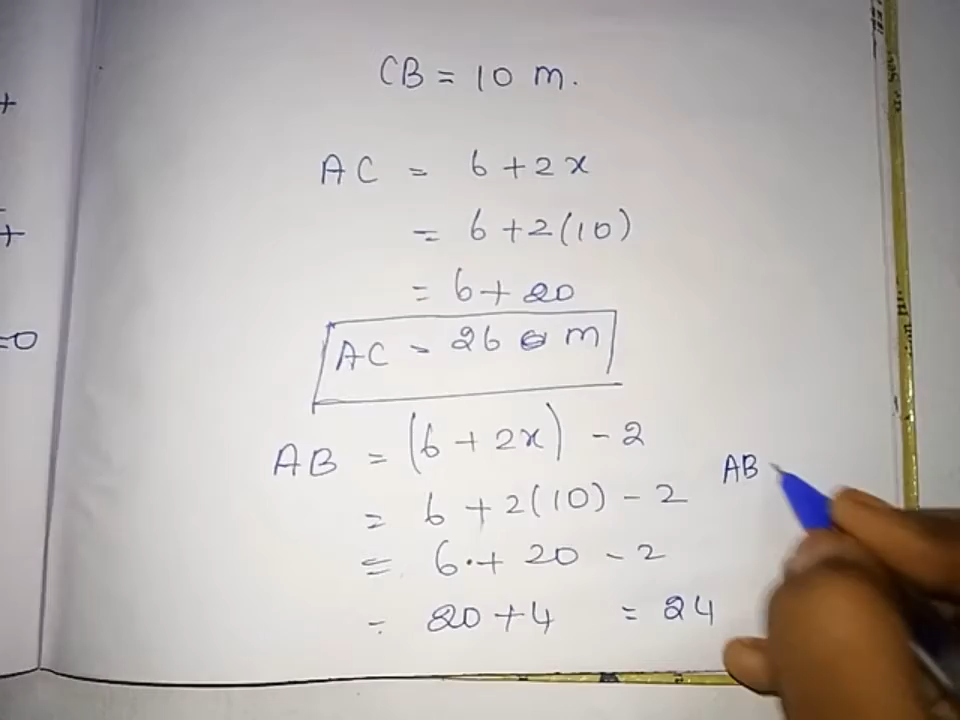 +
+
=0
CB = 10 m.
AC = 6 + 2x
= 6 + 2(10)
= 6 + 20
AC = 26 m
AB = (6 + 2x) - 2
= 6 + 2(10) - 2
= 6 + 20 - 2
= 20 + 4 = 24
AB